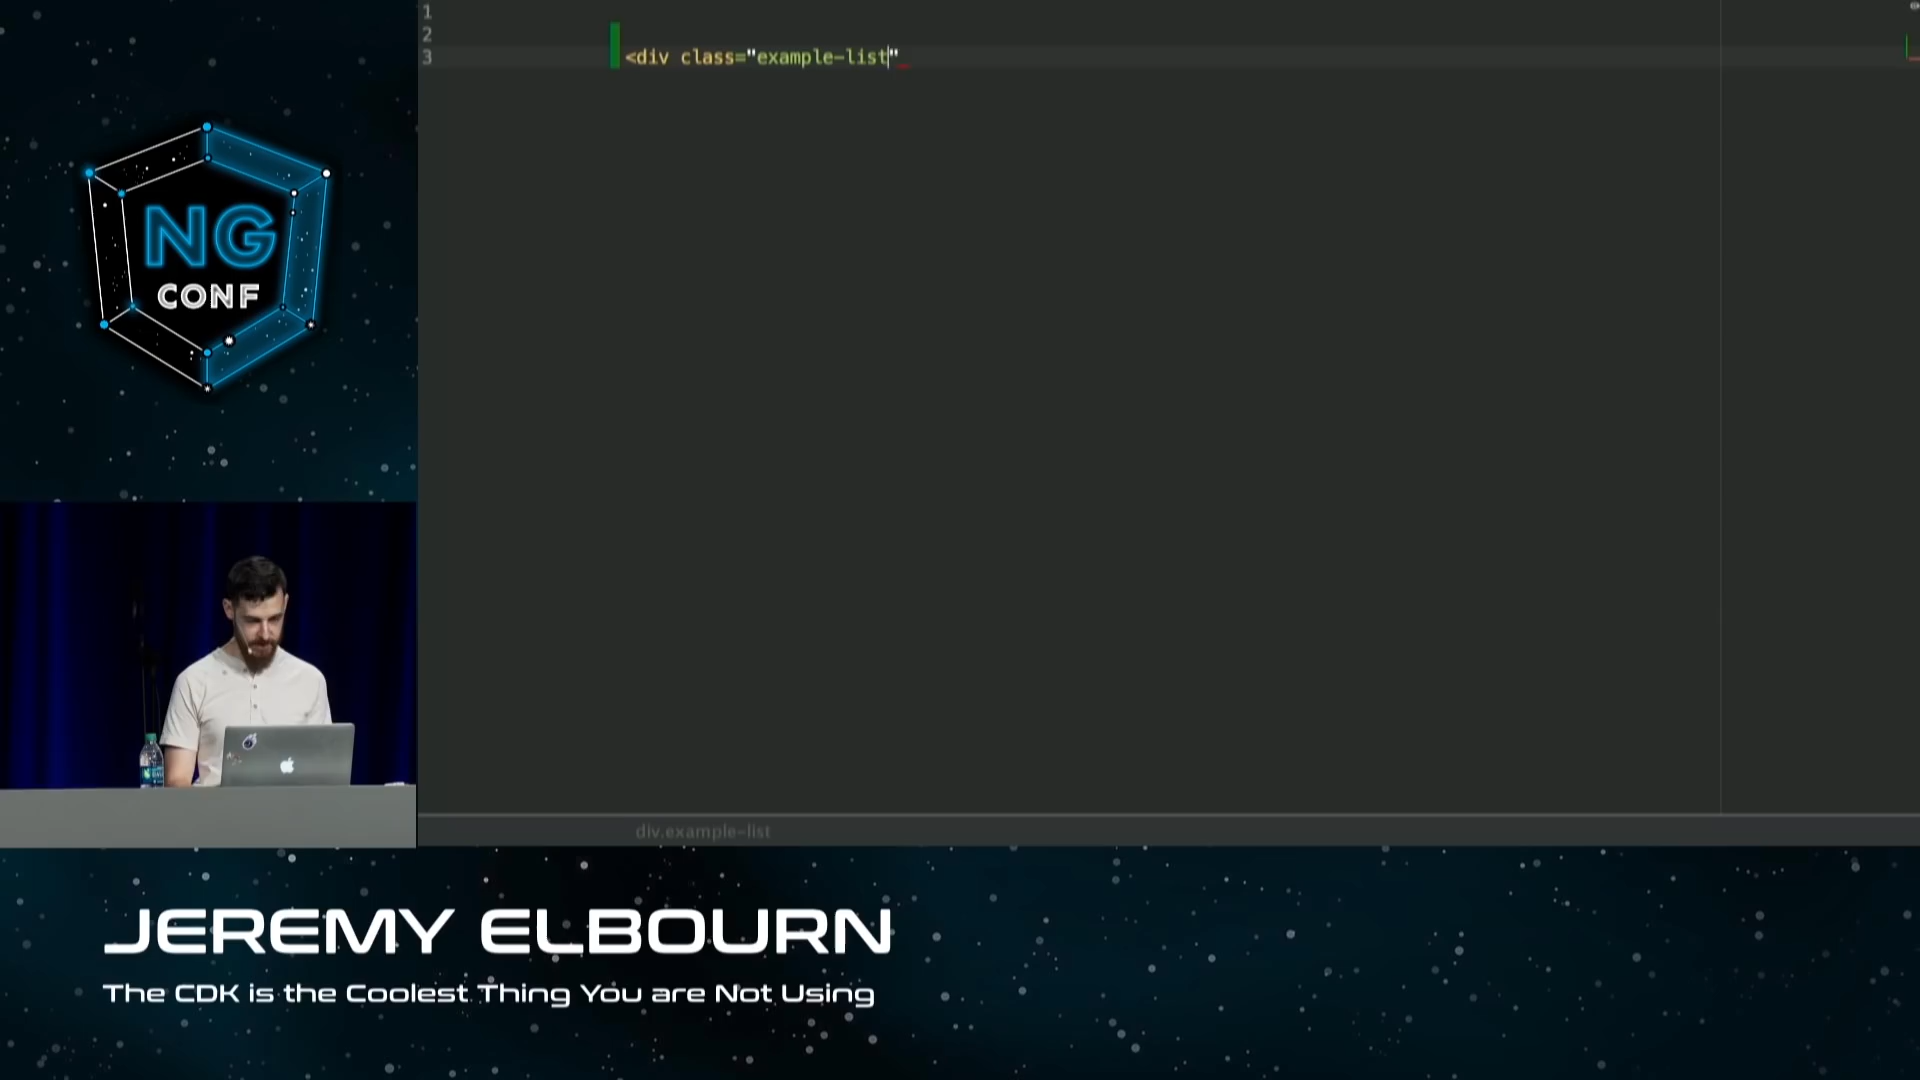 1
2
3 <div class="example-list"
NG
CONF
div.example-list
JEREMY ELBOURN
The CDK is the Coolest Thing You are Not Using